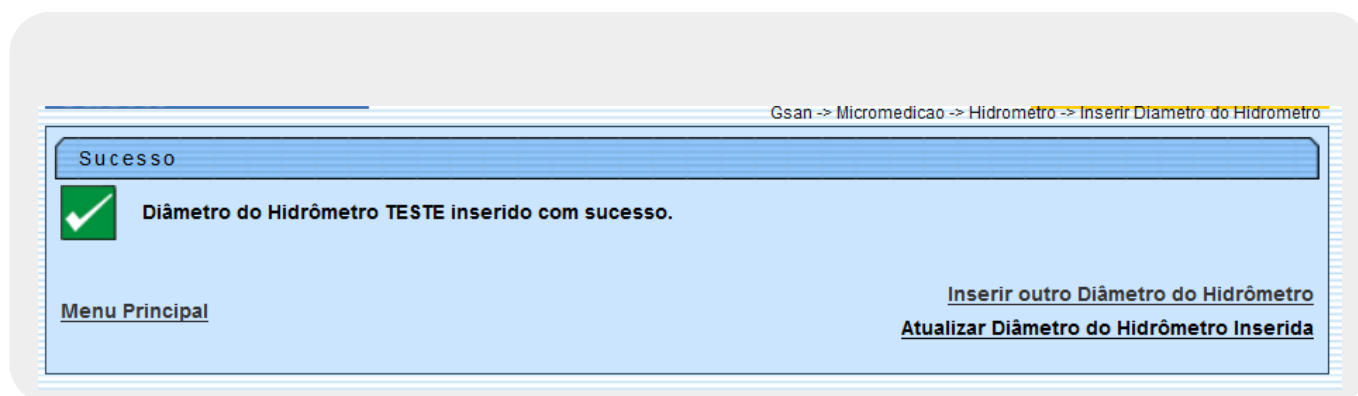 Gsan -> Micromedicao -> Hidrometro -> Inserir Diametro do Hidrometro
Sucesso
Diâmetro do Hidrômetro TESTE inserido com sucesso.
Inserir outro Diâmetro do Hidrômetro
Menu Principal
Atualizar Diâmetro do Hidrômetro Inserida